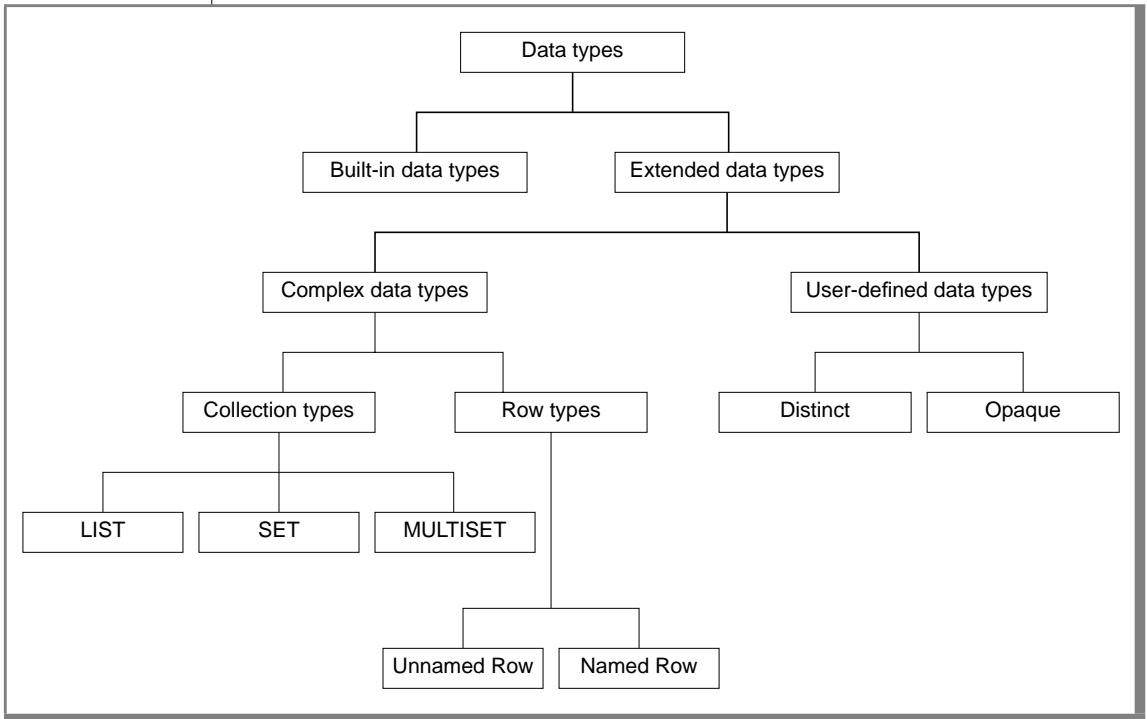 Data types
Built-in data types
Extended data types
Complex data types
User-defined data types
Collection types
Row types
Distinct
Opaque
LIST
SET
MULTISET
Unnamed Row
Named Row